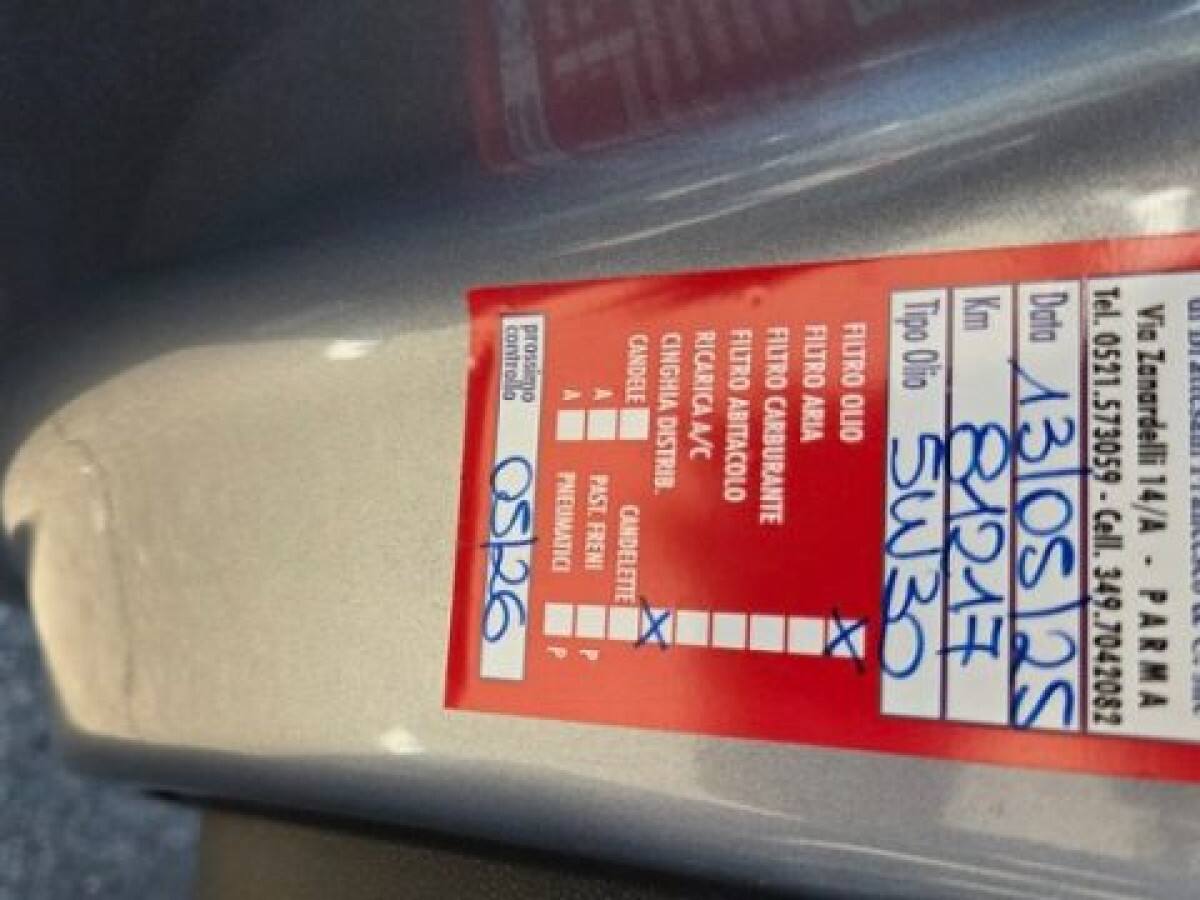 Via Zanardelli 14/A - PARMA
Tel. 0521.573059 - Cell. 349.7042082
Data 13/05/25
Km 81217
Tipo Olio 5W30
FILTRO OLIO X
FILTRO ARIA
FILTRO CARBURANTE
FILTRO ABITACOLO
RICARICA A/C
CINGHIA DISTRIB. X
CANDELE CANDELETTE
A PAST. FRENI P
A PNEUMATICI P
prossimo controllo 05/26